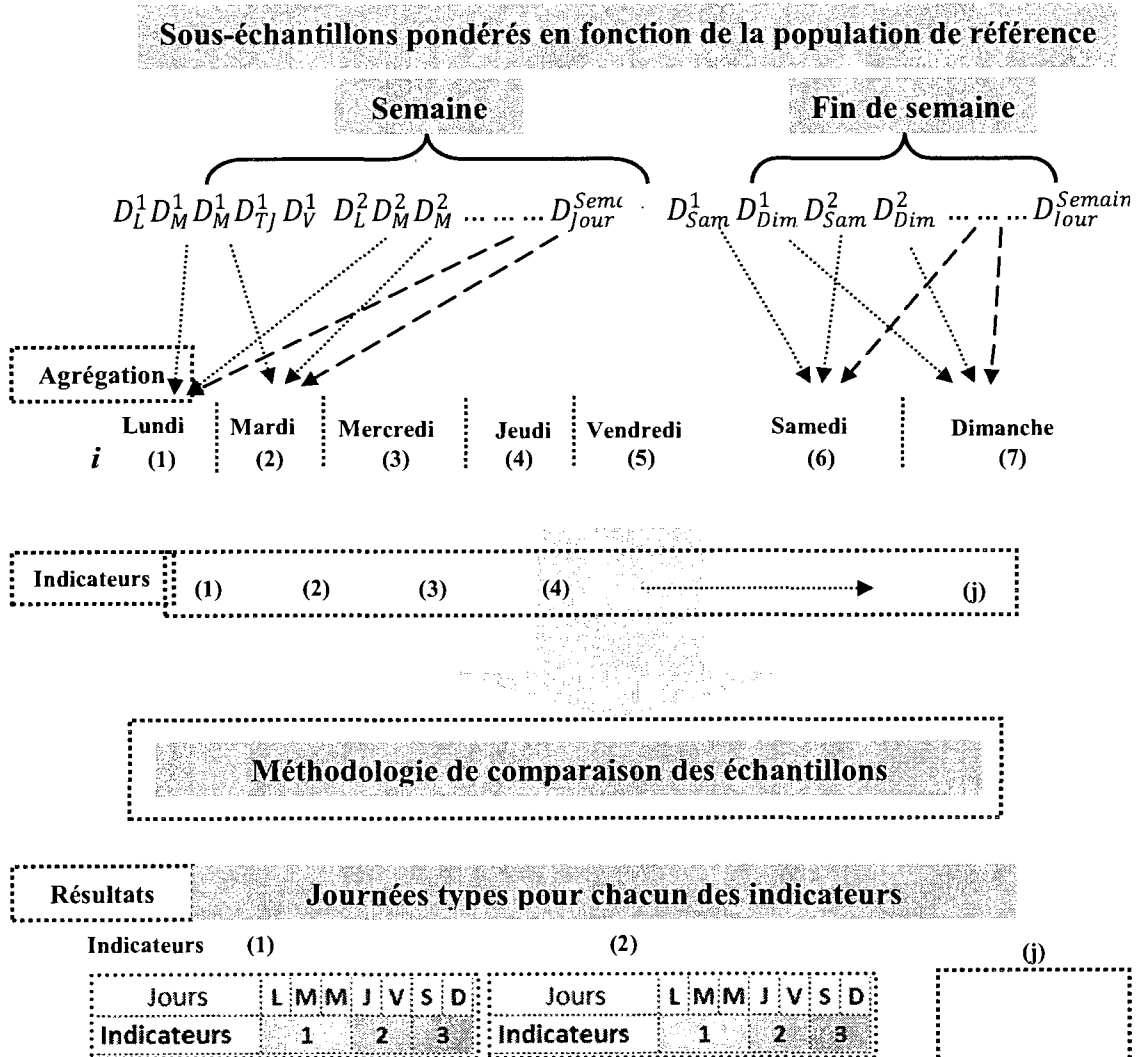 Sous-échantillons pondérés en fonction de la population de référence
Semaine Fin de semaine
D_L^1 D_M^1 D_M^1 D_TJ^1 D_V^1 D_L^2 D_M^2 D_M^2 ... ... ... D_Jour^Sema D_Sam^1 D_Dim^1 D_Sam^2 D_Dim^2 ... ... ... D_Jour^Semain
Agrégation
Lundi Mardi Mercredi Jeudi Vendredi Samedi Dimanche
i (1) (2) (3) (4) (5) (6) (7)
Indicateurs (1) (2) (3) (4) (j)
Méthodologie de comparaison des échantillons
Résultats Journées types pour chacun des indicateurs
Indicateurs (1) (2) (j)
Jours L M M J V S D Jours L M M J V S D
Indicateurs 1 2 3 Indicateurs 1 2 3